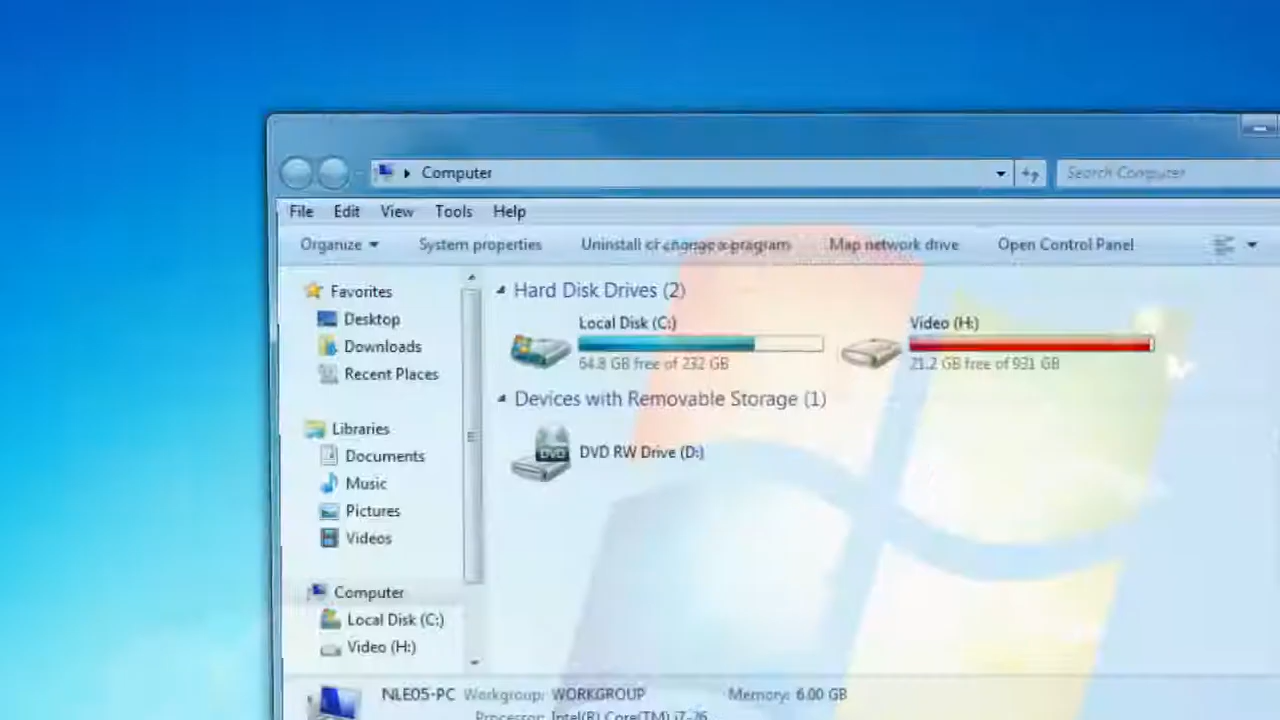 Computer
Search Computer
File Edit View Tools Help
Organize System properties Uninstall or change a program Map network drive Open Control Panel
Favorites
Desktop
Downloads
Recent Places
Libraries
Documents
Music
Pictures
Videos
Computer
Local Disk (C:)
Video (H:)
Hard Disk Drives (2)
Local Disk (C:)
64.8 GB free of 232 GB
Video (H:)
21.2 GB free of 931 GB
Devices with Removable Storage (1)
DVD
DVD RW Drive (D:)
NLE05-PC Workgroup: WORKGROUP Memory: 6.00 GB
Processor: Intel(R) Core(TM) i7-26